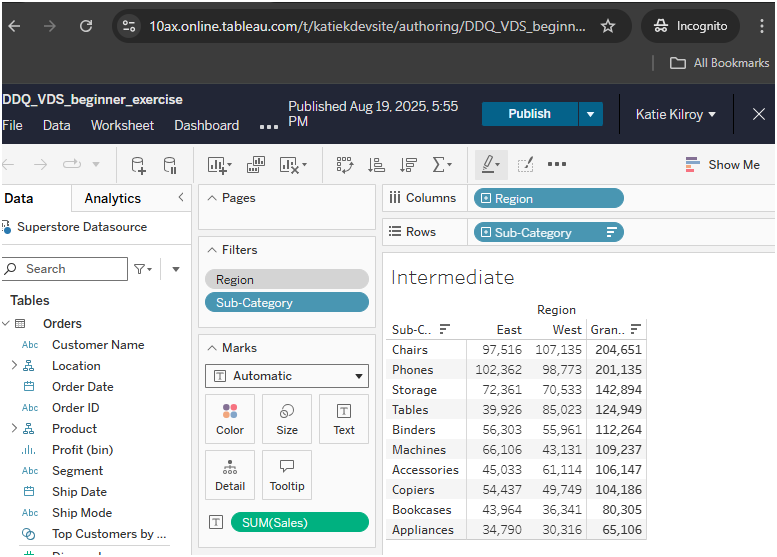 10ax.online.tableau.com/t/katiekdevsite/authoring/DDQ_VDS_beginn...
Incognito
All Bookmarks
DDQ_VDS_beginner_exercise
Published Aug 19, 2025, 5:55 PM
Publish
Katie Kilroy
File Data Worksheet Dashboard
Show Me
Data Analytics
Superstore Datasource
Search
Tables
Orders
Abc Customer Name
Location
Order Date
Abc Order ID
Product
Profit (bin)
Abc Segment
Ship Date
Abc Ship Mode
Top Customers by ...
Pages
Filters
Region
Sub-Category
Marks
Automatic
Color Size Text
Detail Tooltip
SUM(Sales)
Columns Region
Rows Sub-Category
Intermediate
Region
Sub-C.. East West Gran..
Chairs 97,516 107,135 204,651
Phones 102,362 98,773 201,135
Storage 72,361 70,533 142,894
Tables 39,926 85,023 124,949
Binders 56,303 55,961 112,264
Machines 66,106 43,131 109,237
Accessories 45,033 61,114 106,147
Copiers 54,437 49,749 104,186
Bookcases 43,964 36,341 80,305
Appliances 34,790 30,316 65,106